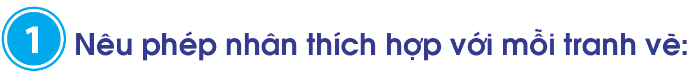 1 Nêu phép nhân thích hợp với mỗi tranh vẽ: